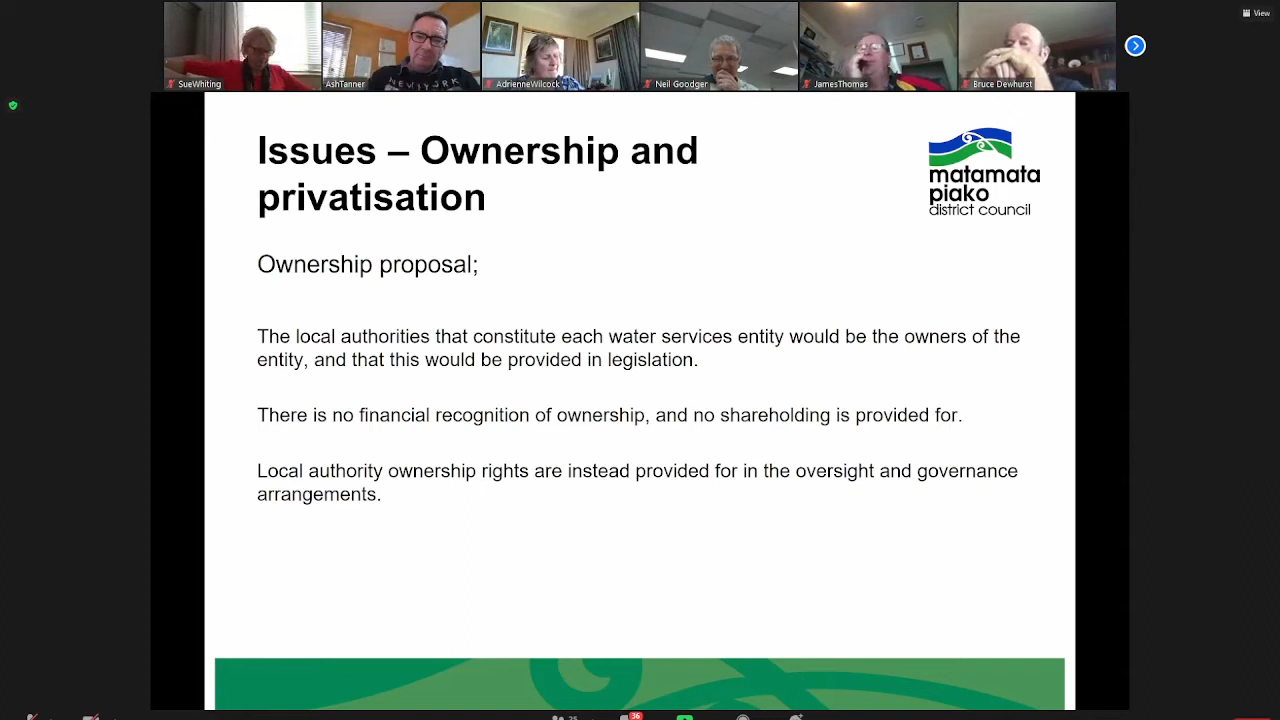 View
SueWhiting
AshTanner
AdrienneWilcock
Neil Goodger
JamesThomas
Bruce Dewhurst
NEW YORK
Issues – Ownership and
privatisation
matamata
piako
district council
Ownership proposal;
The local authorities that constitute each water services entity would be the owners of the
entity, and that this would be provided in legislation.
There is no financial recognition of ownership, and no shareholding is provided for.
Local authority ownership rights are instead provided for in the oversight and governance
arrangements.
36